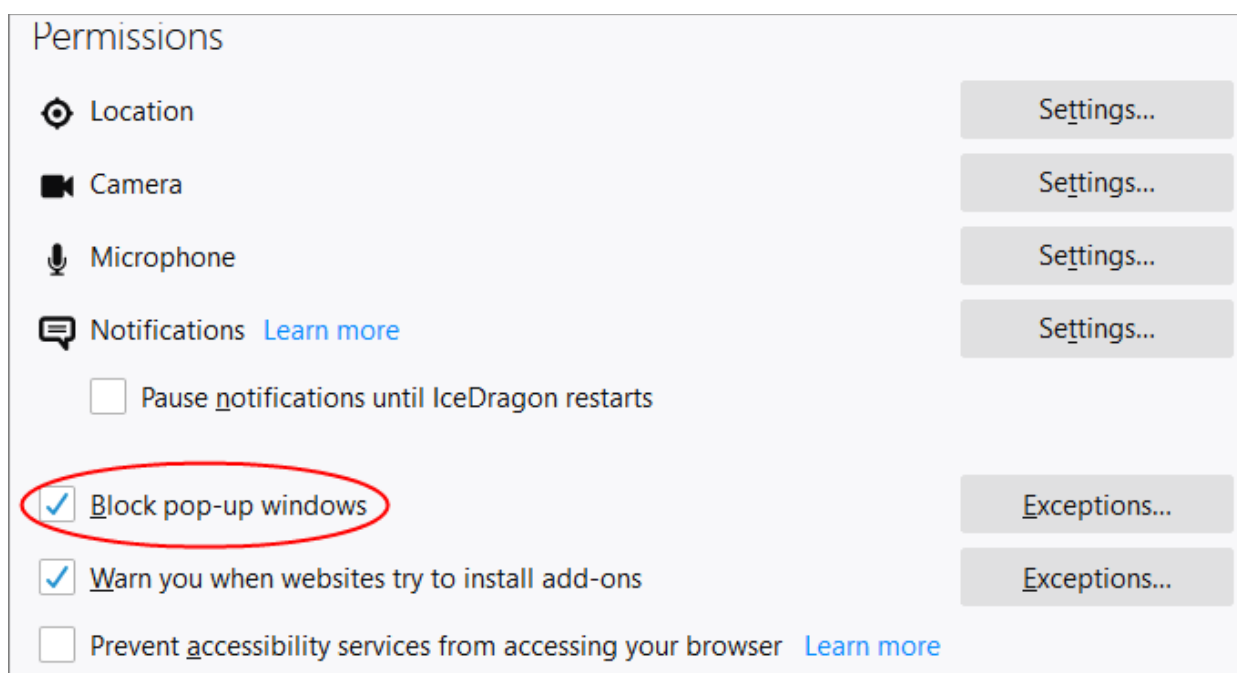 Permissions
Location Settings...
Camera Settings...
Microphone Settings...
Notifications Learn more Settings...
Pause notifications until IceDragon restarts
Block pop-up windows Exceptions...
Warn you when websites try to install add-ons Exceptions...
Prevent accessibility services from accessing your browser Learn more